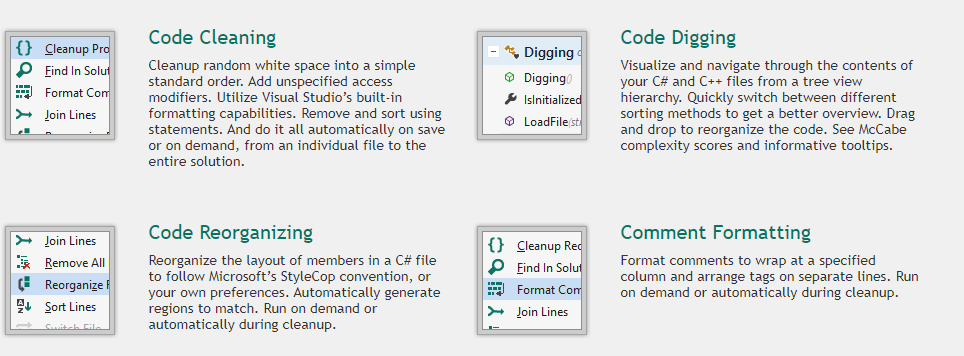 Cleanup Pro
Find In Solut
Format Com
Join Lines
Code Cleaning
Cleanup random white space into a simple
standard order. Add unspecified access
modifiers. Utilize Visual Studio's built-in
formatting capabilities. Remove and sort using
statements. And do it all automatically on save
or on demand, from an individual file to the
entire solution.
Digging
Digging()
IsInitialized
LoadFile(str
Code Digging
Visualize and navigate through the contents of
your C# and C++ files from a tree view
hierarchy. Quickly switch between different
sorting methods to get a better overview. Drag
and drop to reorganize the code. See McCabe
complexity scores and informative tooltips.
Join Lines
Remove All
Reorganize
Sort Lines
Switch File
Code Reorganizing
Reorganize the layout of members in a C# file
to follow Microsoft's StyleCop convention, or
your own preferences. Automatically generate
regions to match. Run on demand or
automatically during cleanup.
Cleanup Rec
Find In Solut
Format Com
Join Lines
Comment Formatting
Format comments to wrap at a specified
column and arrange tags on separate lines. Run
on demand or automatically during cleanup.